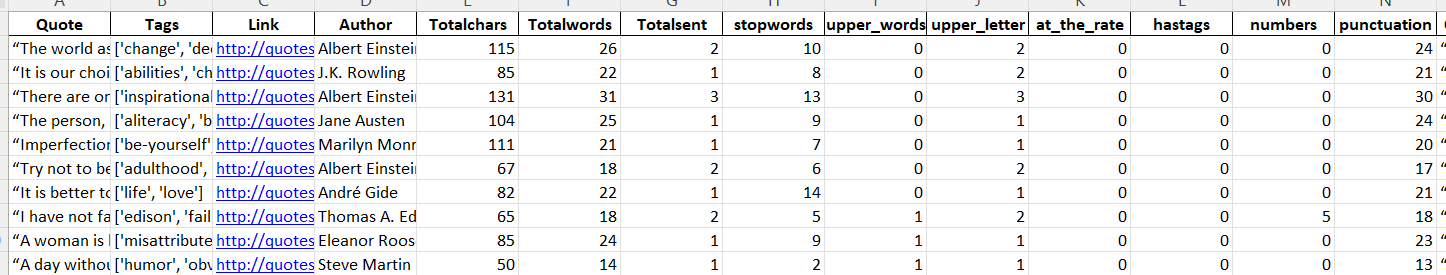 A B C D E F G H I J K L M N
Quote Tags Link Author Totalchars Totalwords Totalsent stopwords upper_words upper_letter at_the_rate hastags numbers punctuation
“The world as ['change', 'dee http://quotes Albert Einstei 115 26 2 10 0 2 0 0 0 24 “
“It is our choi ['abilities', 'ch http://quotes J.K. Rowling 85 22 1 8 0 2 0 0 0 21 “
“There are on ['inspirational http://quotes Albert Einstei 131 31 3 13 0 3 0 0 0 30 “
“The person, ['aliteracy', 'b http://quotes Jane Austen 104 25 1 9 0 1 0 0 0 24 “
“Imperfection ['be-yourself' http://quotes Marilyn Monr 111 21 1 7 0 1 0 0 0 20 “
“Try not to be ['adulthood', http://quotes Albert Einstei 67 18 2 6 0 2 0 0 0 17 “
“It is better to ['life', 'love'] http://quotes André Gide 82 22 1 14 0 1 0 0 0 21 “
“I have not fa ['edison', 'fail http://quotes Thomas A. Ed 65 18 2 5 1 2 0 0 5 18 “
“A woman is l ['misattribute http://quotes Eleanor Roos 85 24 1 9 1 1 0 0 0 23 “
“A day withou ['humor', 'obv http://quotes Steve Martin 50 14 1 2 1 1 0 0 0 13 “